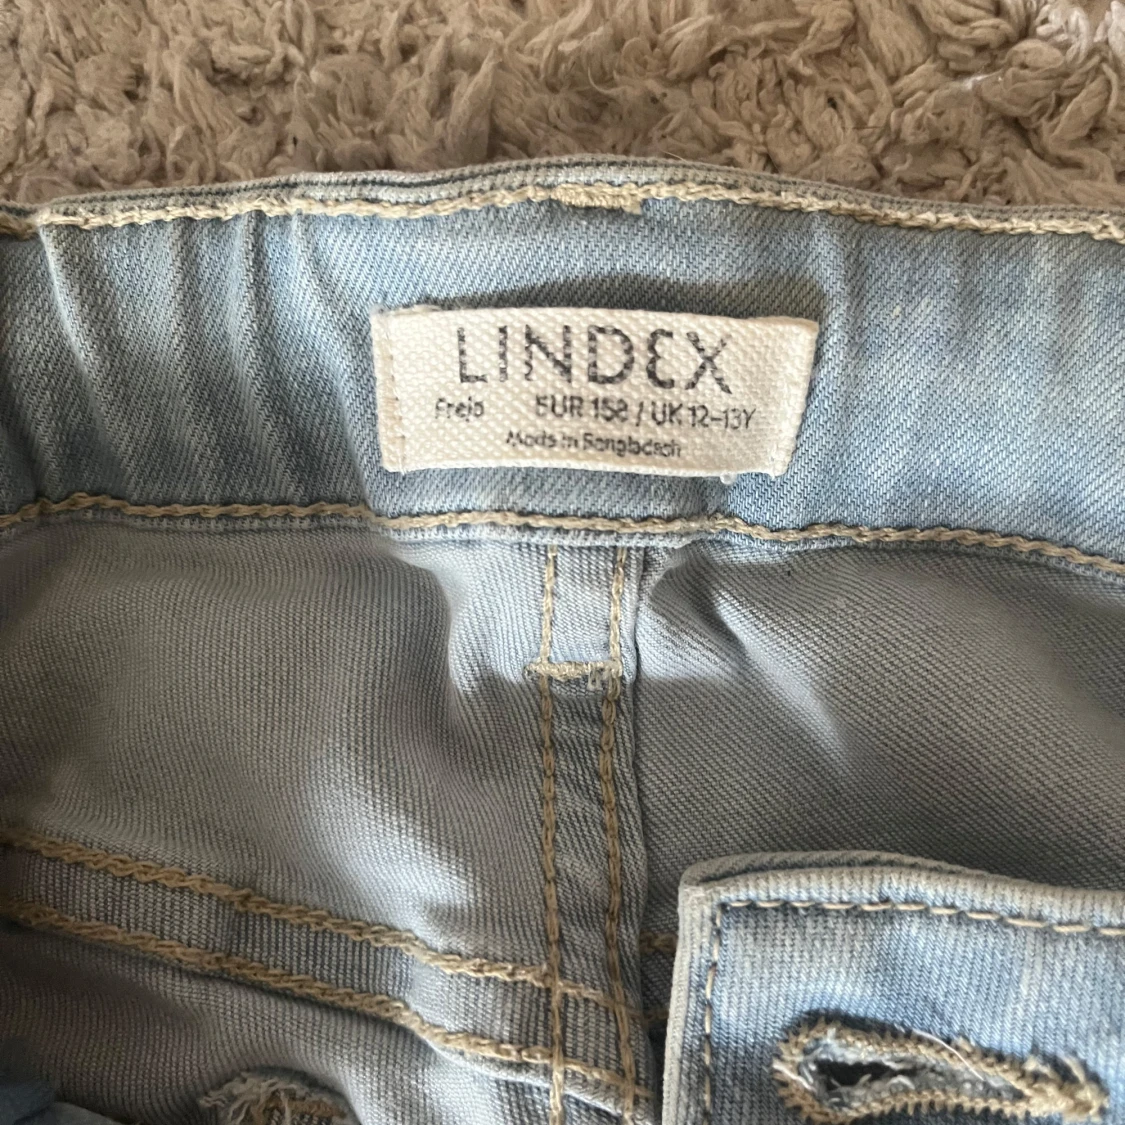 LINDEX
Freja EUR 158 / UK 12-13Y
Made in Bangladesh